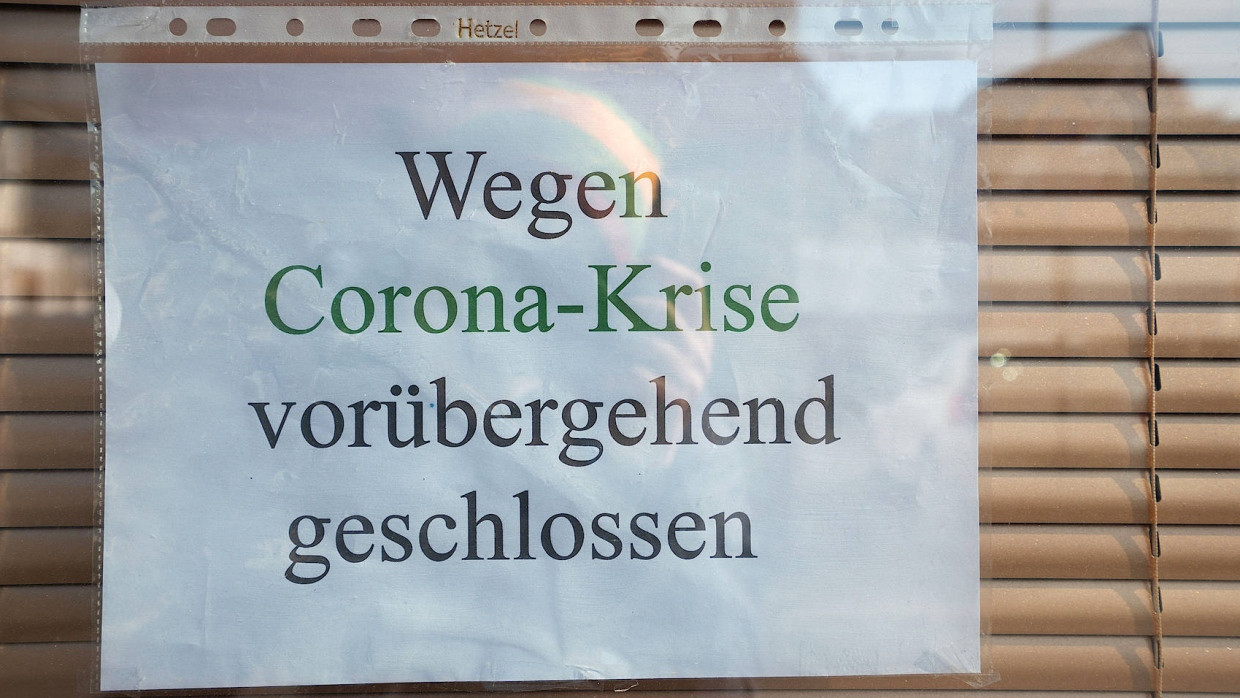 Hetzel
Wegen
Corona-Krise
vorübergehend
geschlossen